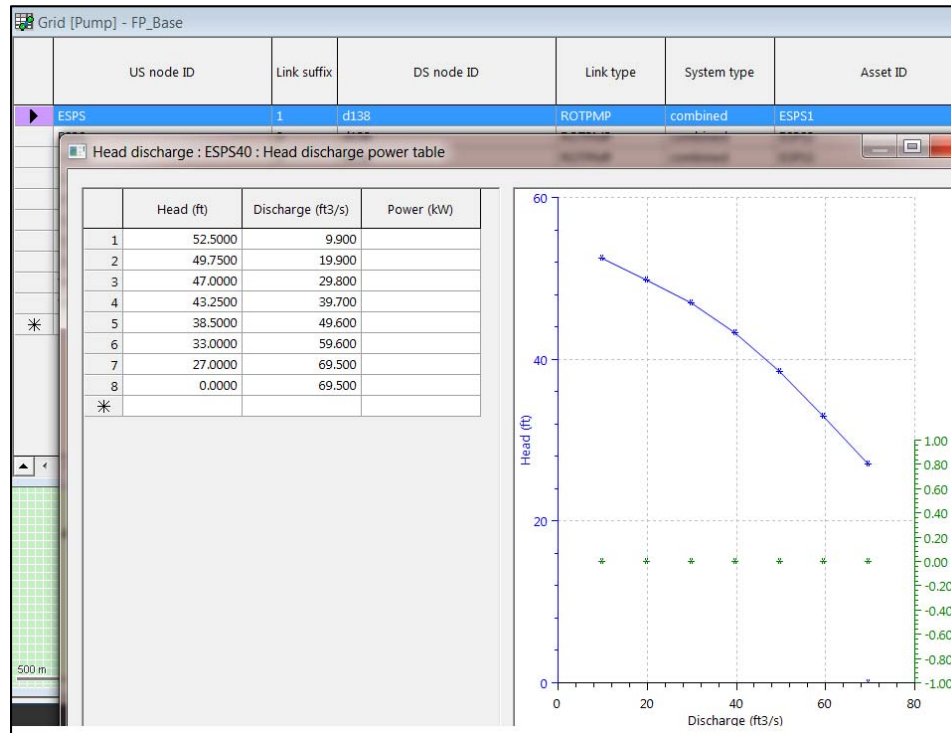 Grid [Pump] - FP_Base
US node ID Link suffix DS node ID Link type System type Asset ID
ESPS 1 d138 ROTPMP combined ESPS1
Head discharge : ESPS40 : Head discharge power table
Head (ft) Discharge (ft3/s) Power (kW)
1 52.5000 9.900
2 49.7500 19.900
3 47.0000 29.800
4 43.2500 39.700
5 38.5000 49.600
6 33.0000 59.600
7 27.0000 69.500
8 0.0000 69.500
60
40
20
0
Head (ft)
0 20 40 60 80
Discharge (ft3/s)
1.00
0.80
0.60
0.40
0.20
0.00
-0.20
-0.40
-0.60
-0.80
-1.00
500 m